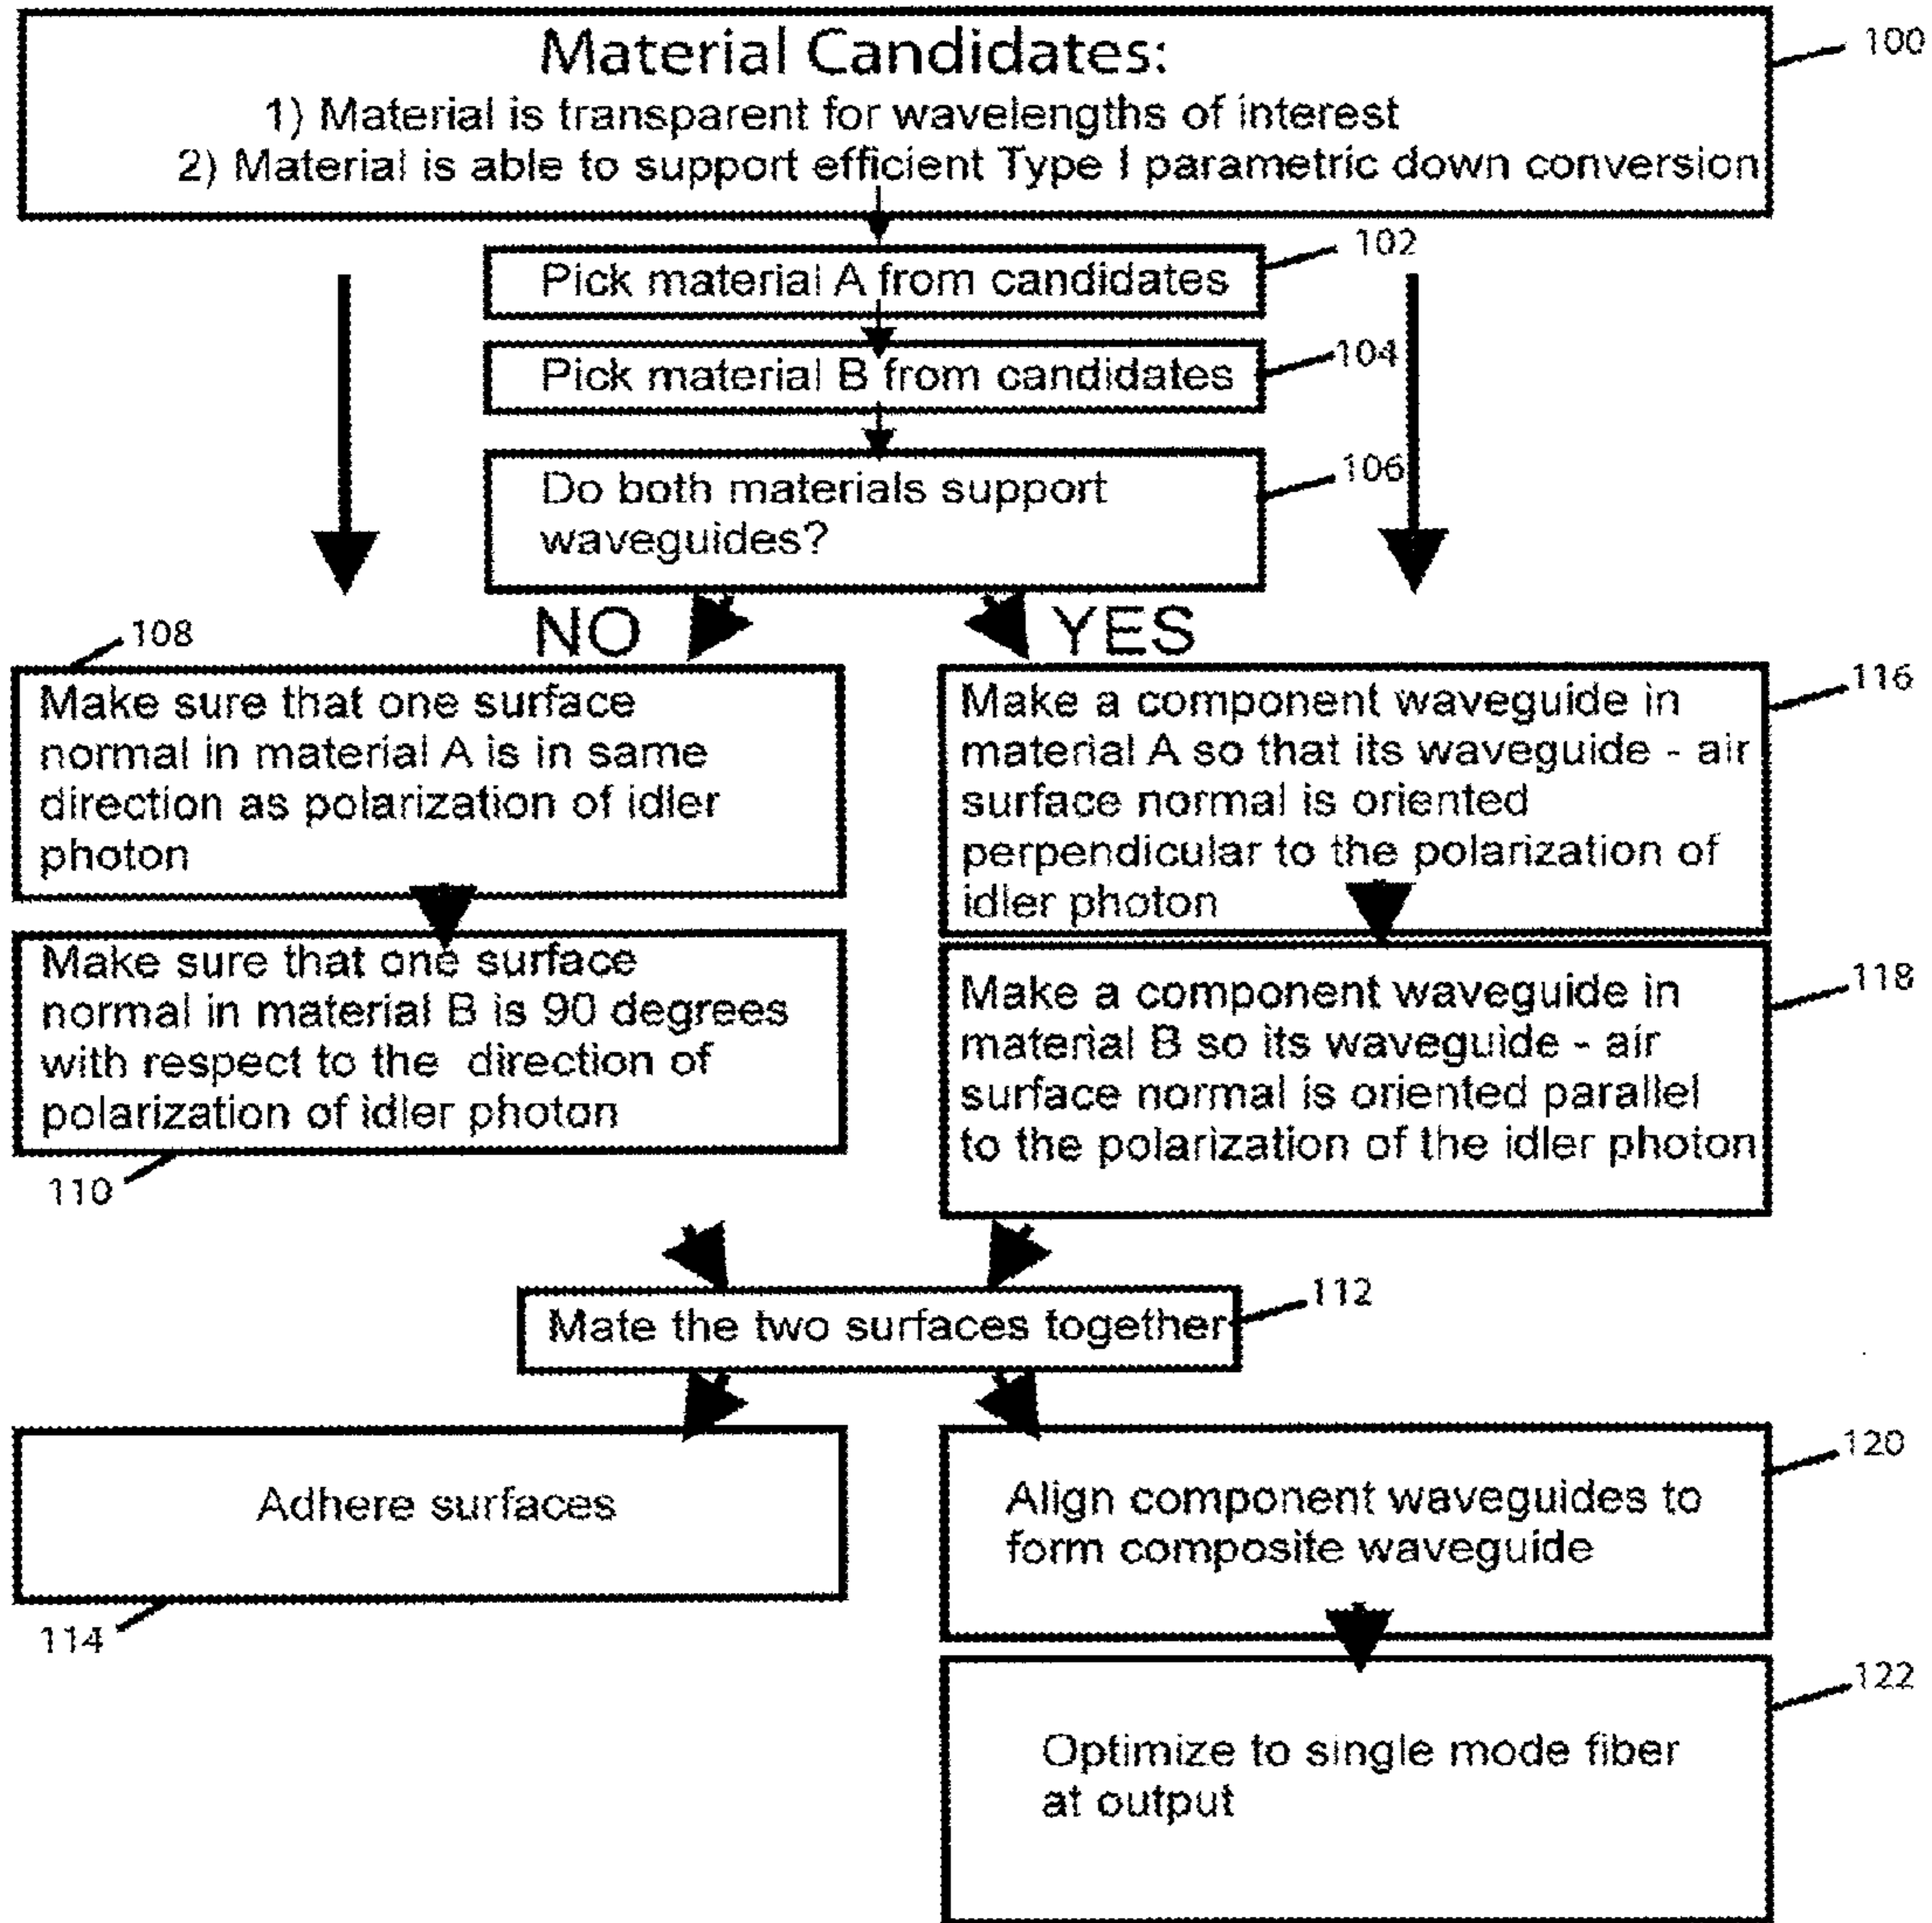 Material Candidates:
1) Material is transparent for wavelengths of interest
2) Material is able to support efficient Type I parametric down conversion
100
Pick material A from candidates
102
Pick material B from candidates
104
Do both materials support
waveguides?
106
NO
YES
108
Make sure that one surface
normal in material A is in same
direction as polarization of idler
photon
Make sure that one surface
normal in material B is 90 degrees
with respect to the direction of
polarization of idler photon
110
Make a component waveguide in
material A so that its waveguide - air
surface normal is oriented
perpendicular to the polarization of
idler photon
116
Make a component waveguide in
material B so its waveguide - air
surface normal is oriented parallel
to the polarization of the idler photon
118
Mate the two surfaces together
112
Adhere surfaces
114
Align component waveguides to
form composite waveguide
120
Optimize to single mode fiber
at output
122